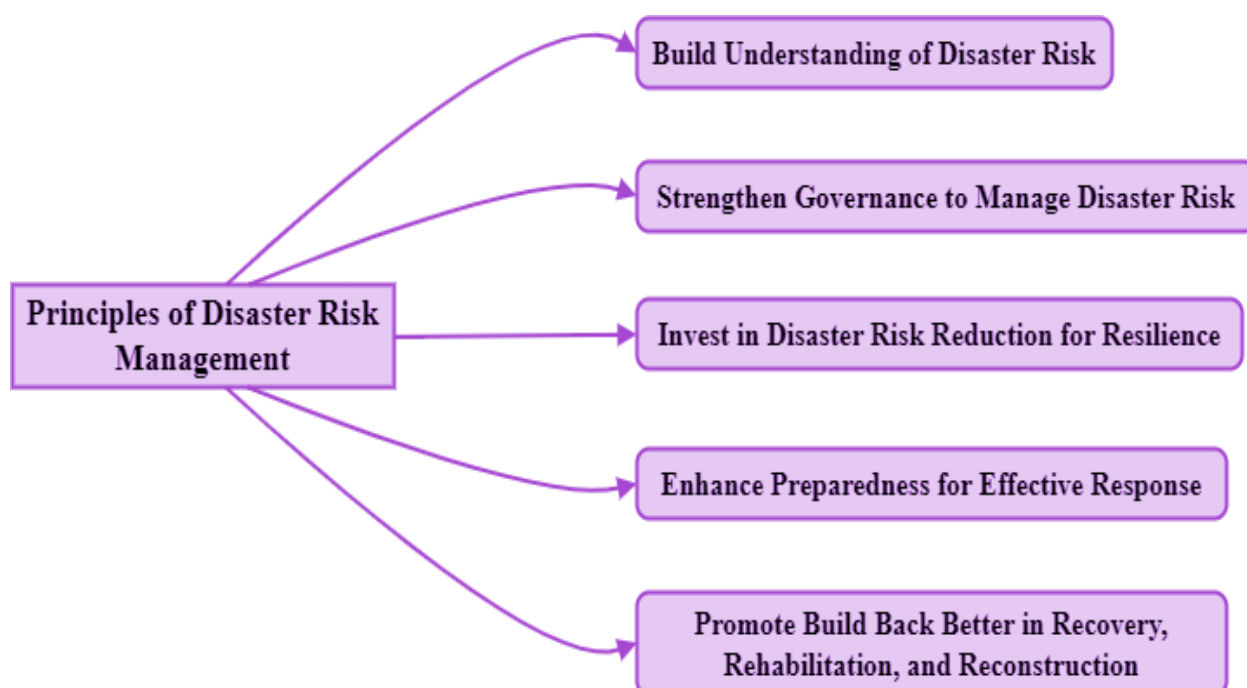 Build Understanding of Disaster Risk
Strengthen Governance to Manage Disaster Risk
Principles of Disaster Risk
Management
Invest in Disaster Risk Reduction for Resilience
Enhance Preparedness for Effective Response
Promote Build Back Better in Recovery,
Rehabilitation, and Reconstruction